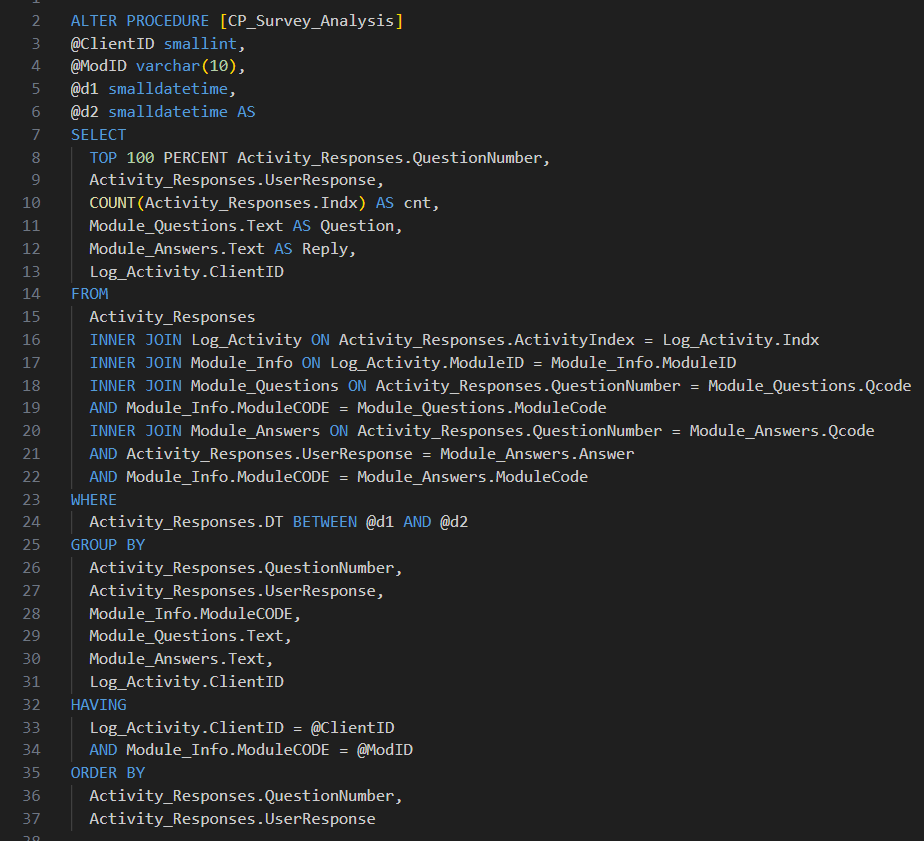 2 ALTER PROCEDURE [CP_Survey_Analysis]
3 @ClientID smallint,
4 @ModID varchar(10),
5 @d1 smalldatetime,
6 @d2 smalldatetime AS
7 SELECT
8 TOP 100 PERCENT Activity_Responses.QuestionNumber,
9 Activity_Responses.UserResponse,
10 COUNT(Activity_Responses.Indx) AS cnt,
11 Module_Questions.Text AS Question,
12 Module_Answers.Text AS Reply,
13 Log_Activity.ClientID
14 FROM
15 Activity_Responses
16 INNER JOIN Log_Activity ON Activity_Responses.ActivityIndex = Log_Activity.Indx
17 INNER JOIN Module_Info ON Log_Activity.ModuleID = Module_Info.ModuleID
18 INNER JOIN Module_Questions ON Activity_Responses.QuestionNumber = Module_Questions.Qcode
19 AND Module_Info.ModuleCODE = Module_Questions.ModuleCode
20 INNER JOIN Module_Answers ON Activity_Responses.QuestionNumber = Module_Answers.Qcode
21 AND Activity_Responses.UserResponse = Module_Answers.Answer
22 AND Module_Info.ModuleCODE = Module_Answers.ModuleCode
23 WHERE
24 Activity_Responses.DT BETWEEN @d1 AND @d2
25 GROUP BY
26 Activity_Responses.QuestionNumber,
27 Activity_Responses.UserResponse,
28 Module_Info.ModuleCODE,
29 Module_Questions.Text,
30 Module_Answers.Text,
31 Log_Activity.ClientID
32 HAVING
33 Log_Activity.ClientID = @ClientID
34 AND Module_Info.ModuleCODE = @ModID
35 ORDER BY
36 Activity_Responses.QuestionNumber,
37 Activity_Responses.UserResponse